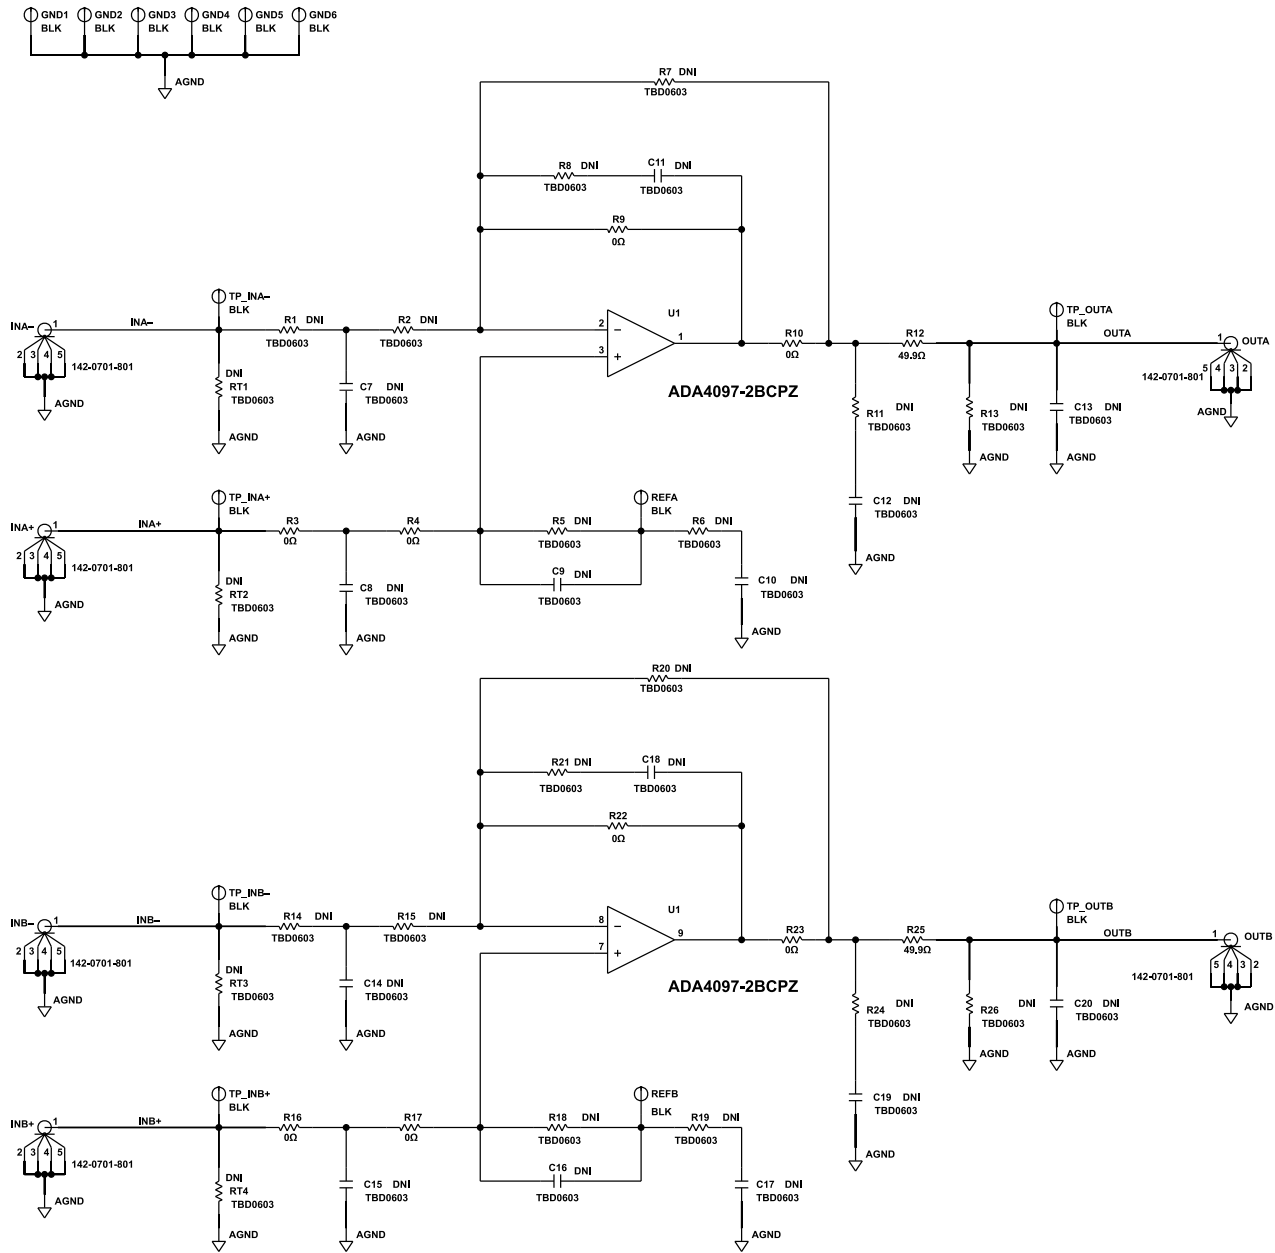 GND1 GND2 GND3 GND4 GND5 GND6
BLK BLK BLK BLK BLK BLK
AGND
R7 DNI
TBD0603
R8 DNI C11 DNI
TBD0603 TBD0603
R9
0Ω
TP_INA–
BLK
INA– 1 INA–
R1 DNI R2 DNI
TBD0603 TBD0603
2 3 4 5
142-0701-801
AGND
DNI
RT1
TBD0603
AGND
C7 DNI
TBD0603
AGND
U1
2 –
3 +
1
ADA4097-2BCPZ
R10
0Ω
R12
49.9Ω
TP_OUTA
BLK
OUTA 1 OUTA
5 4 3 2
142-0701-801
AGND
R11 DNI
TBD0603
R13 DNI
TBD0603
AGND
C13 DNI
TBD0603
AGND
C12 DNI
TBD0603
AGND
TP_INA+
BLK
INA+ 1 INA+
R3
0Ω
R4
0Ω
2 3 4 5
142-0701-801
AGND
DNI
RT2
TBD0603
AGND
C8 DNI
TBD0603
AGND
R5 DNI
TBD0603
REFA
BLK
R6 DNI
TBD0603
C9 DNI
TBD0603
C10 DNI
TBD0603
AGND
R20 DNI
TBD0603
R21 DNI C18 DNI
TBD0603 TBD0603
R22
0Ω
TP_INB–
BLK
INB– 1 INB–
R14 DNI R15 DNI
TBD0603 TBD0603
2 3 4 5
142-0701-801
AGND
DNI
RT3
TBD0603
AGND
C14 DNI
TBD0603
AGND
U1
8 –
7 +
9
ADA4097-2BCPZ
R23
0Ω
R25
49.9Ω
TP_OUTB
BLK
OUTB 1 OUTB
5 4 3 2
142-0701-801
AGND
R24 DNI
TBD0603
R26 DNI
TBD0603
AGND
C20 DNI
TBD0603
AGND
C19 DNI
TBD0603
AGND
TP_INB+
BLK
INB+ 1 INB+
R16
0Ω
R17
0Ω
2 3 4 5
142-0701-801
AGND
DNI
RT4
TBD0603
AGND
C15 DNI
TBD0603
AGND
R18 DNI
TBD0603
REFB
BLK
R19 DNI
TBD0603
C16 DNI
TBD0603
C17 DNI
TBD0603
AGND